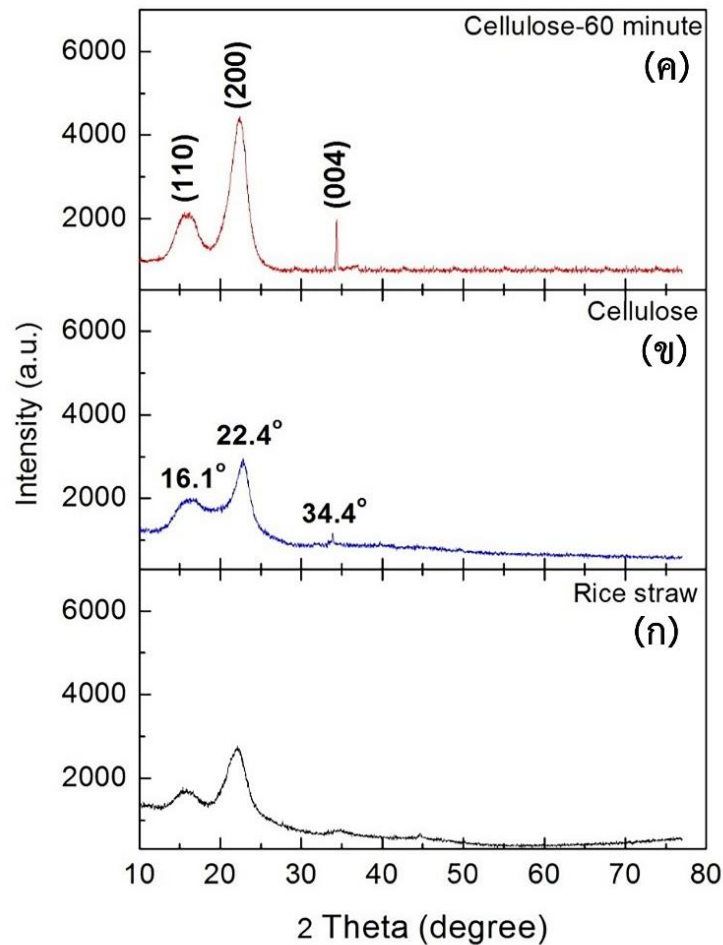 Cellulose-60 minute
(ค)
6000
4000
2000
(110)
(200)
(004)
Cellulose
(ข)
6000
4000
2000
16.1°
22.4°
34.4°
Rice straw
(ก)
6000
4000
2000
Intensity (a.u.)
10 20 30 40 50 60 70 80
2 Theta (degree)